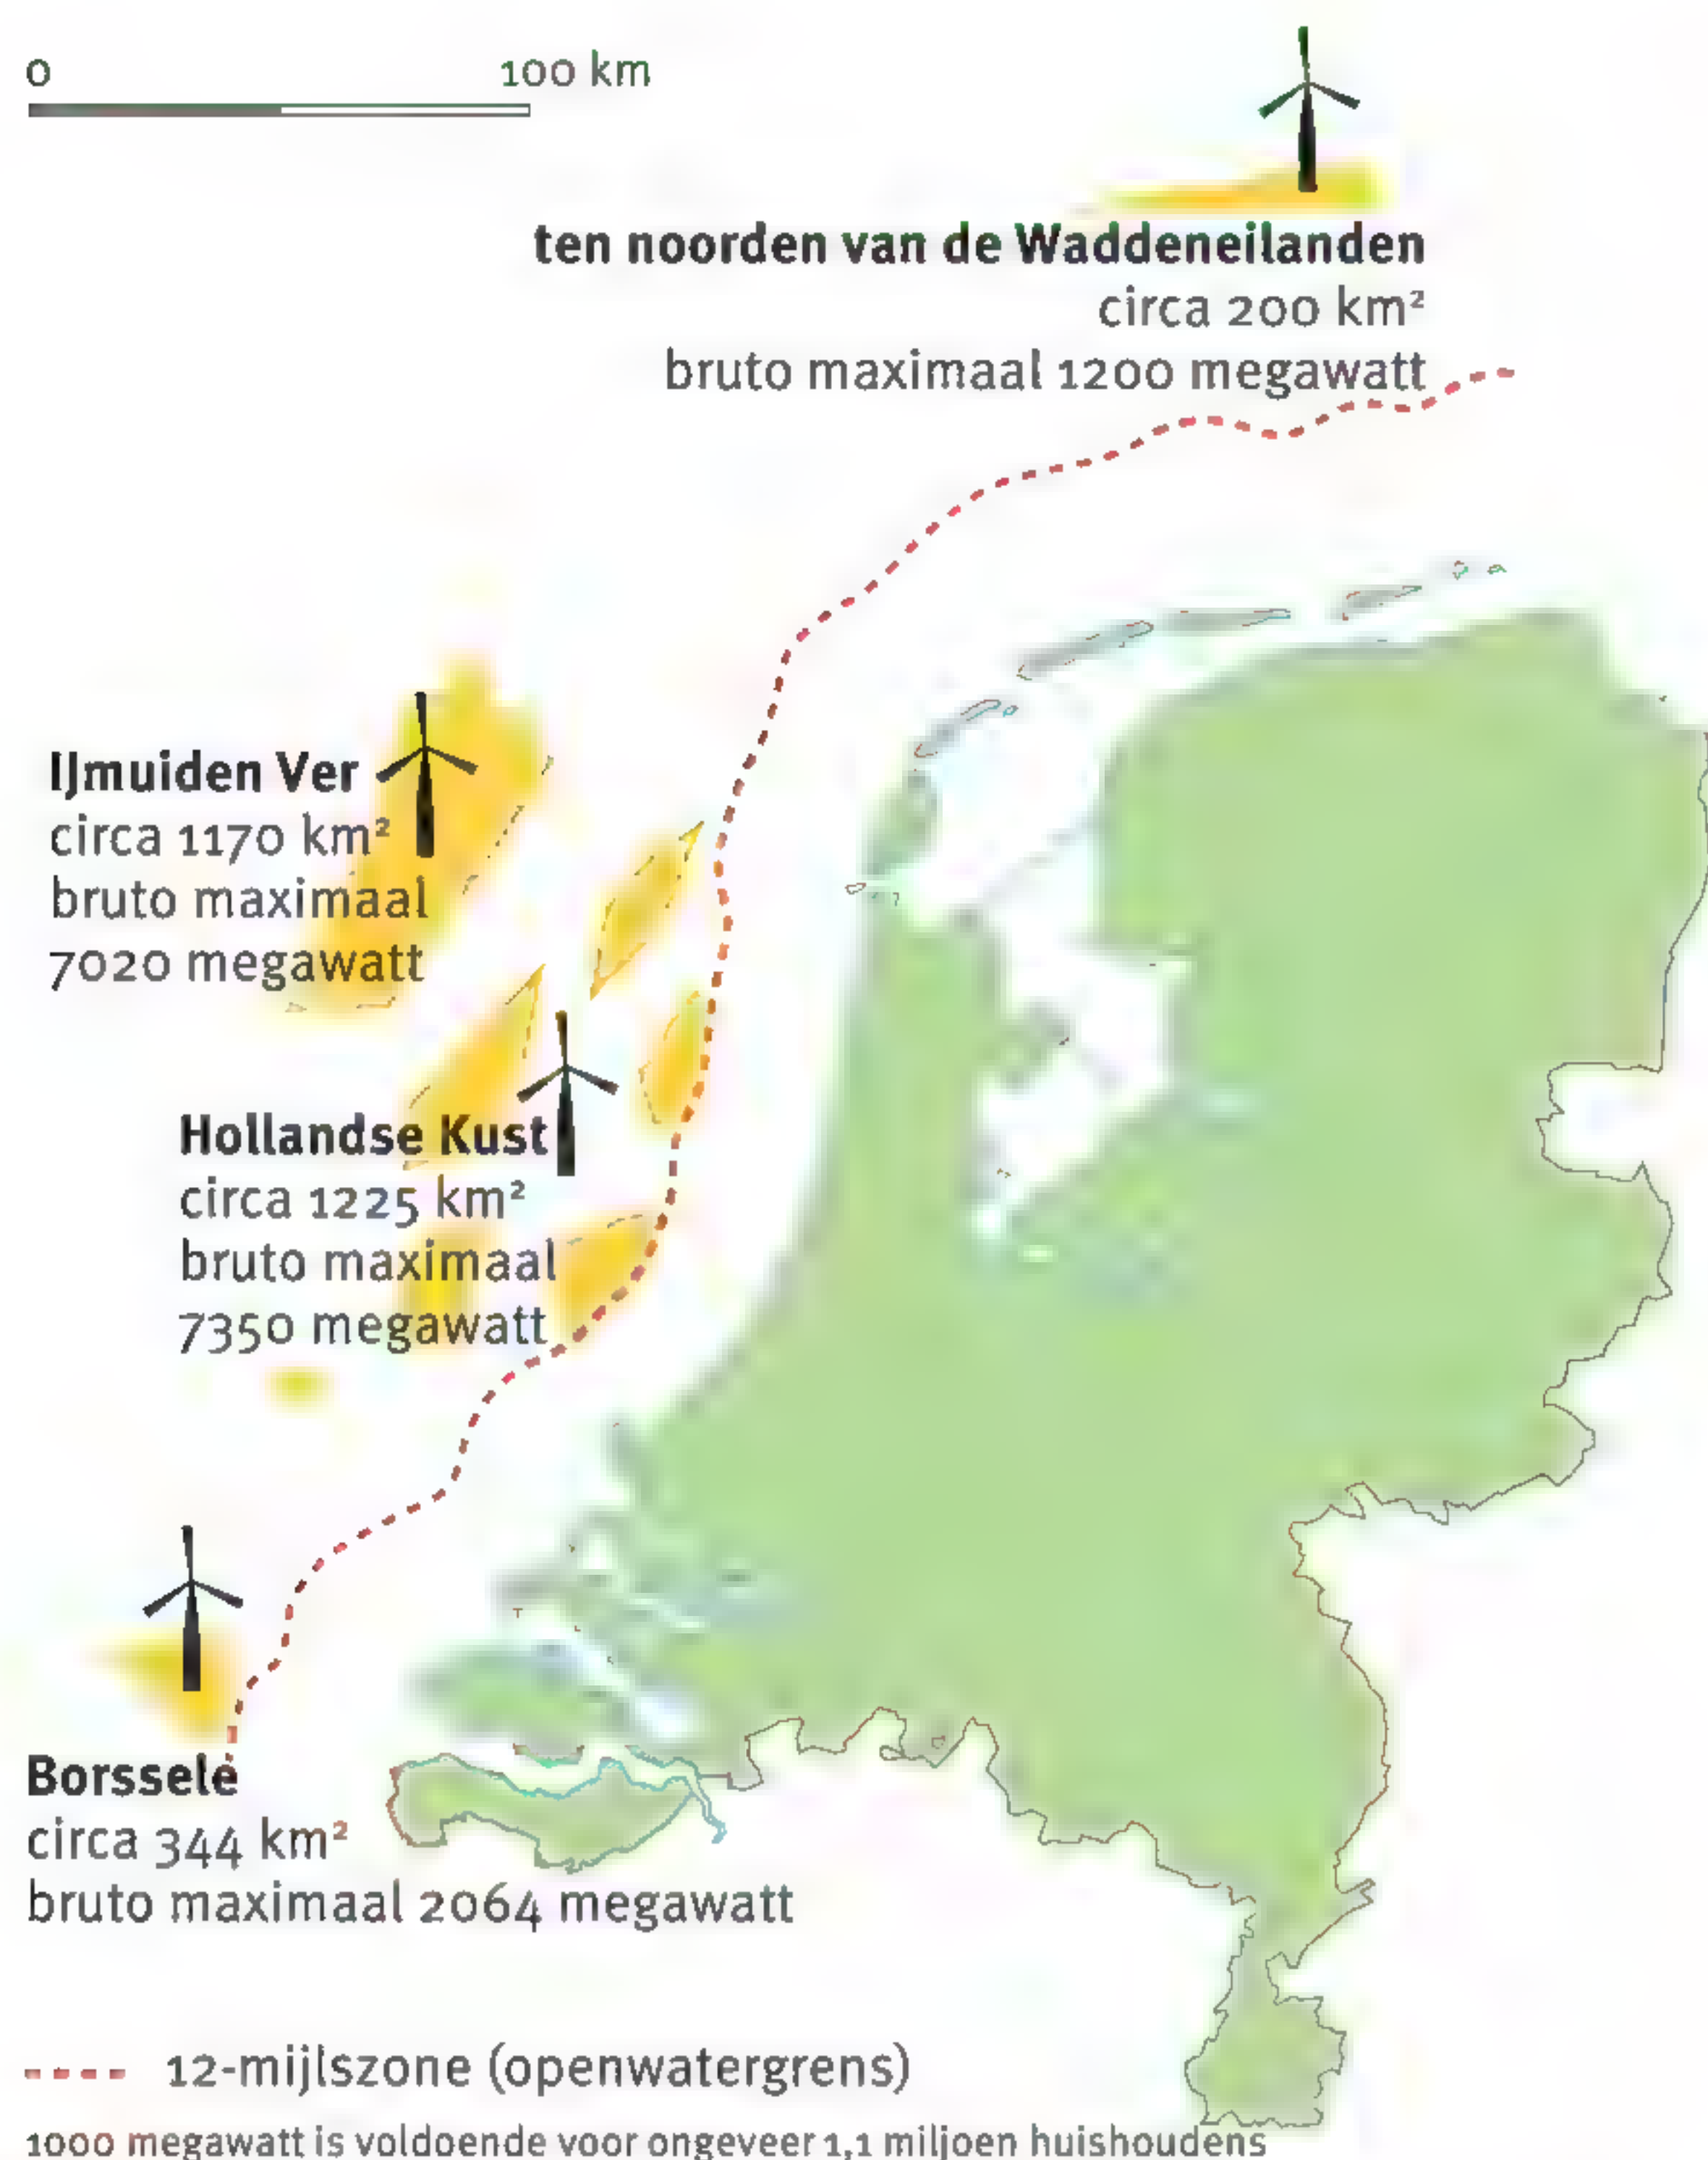 0 100 km
ten noorden van de Waddeneilanden
circa 200 km²
bruto maximaal 1200 megawatt
IJmuiden Ver
circa 1170 km²
bruto maximaal
7020 megawatt
Hollandse Kust
circa 1225 km²
bruto maximaal
7350 megawatt
Borssele
circa 344 km²
bruto maximaal 2064 megawatt
12-mijlszone (openwatergrens)
1000 megawatt is voldoende voor ongeveer 1,1 miljoen huishoudens